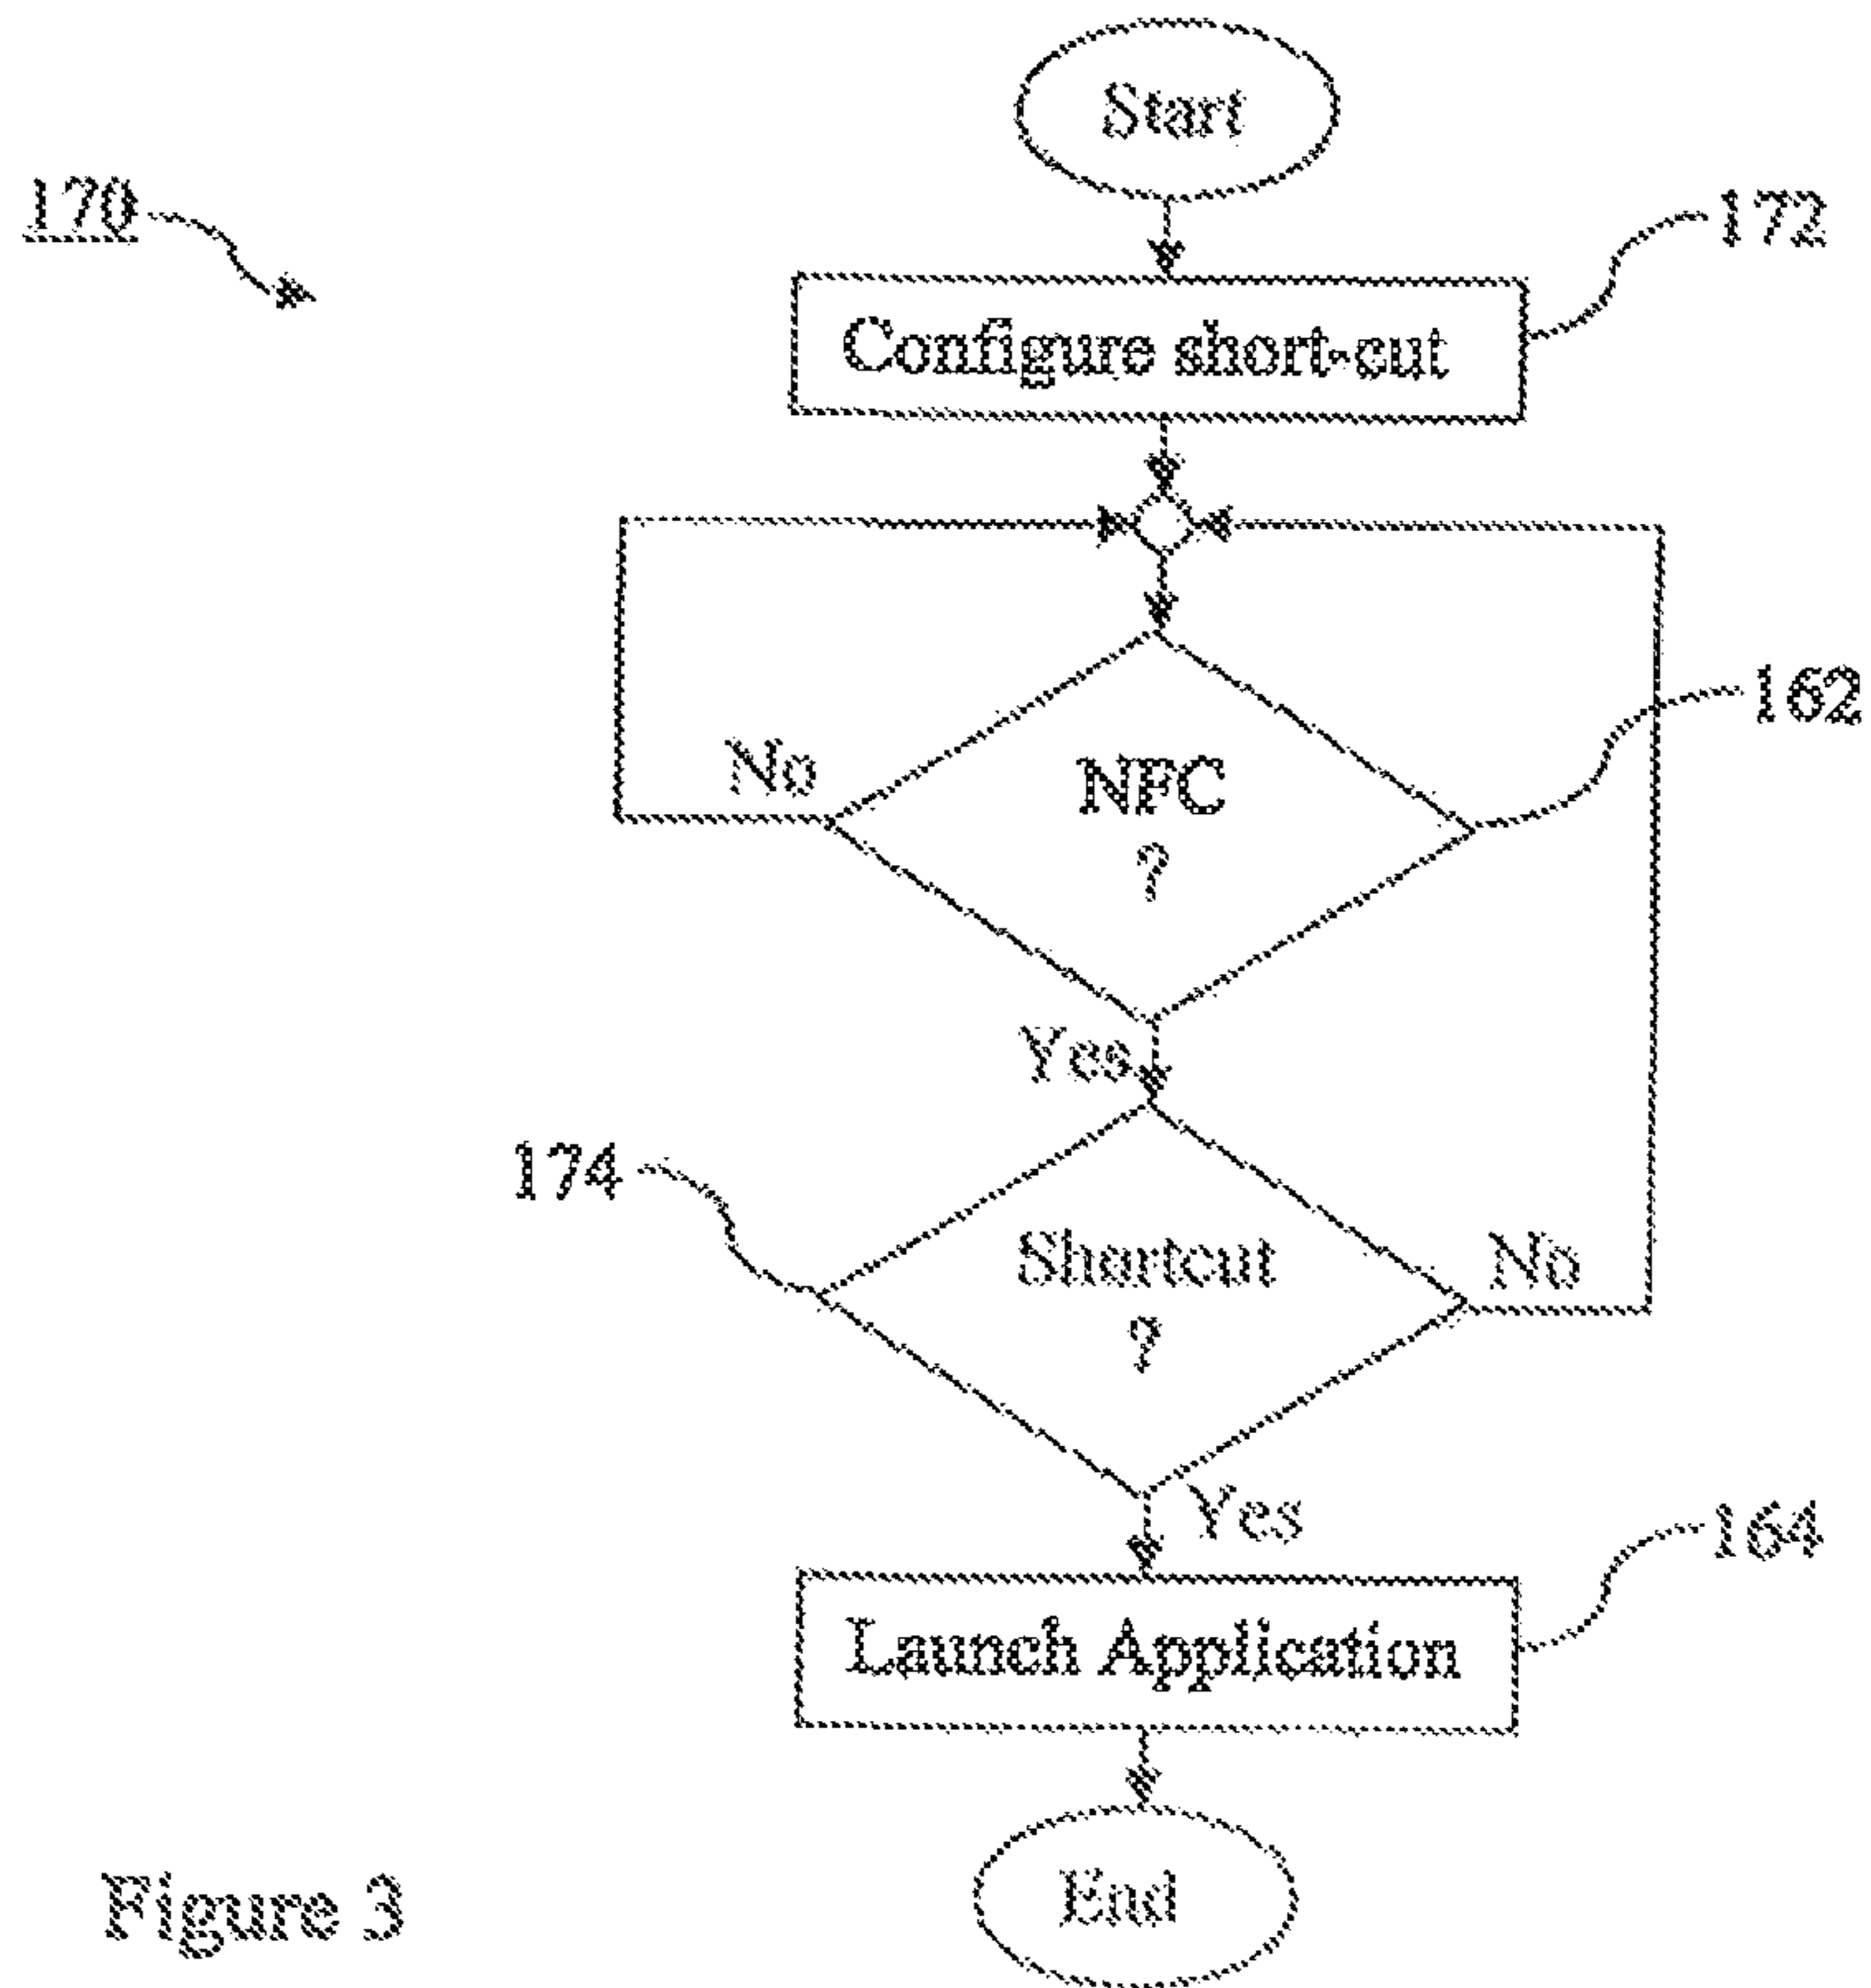 Start
170
172
Configure short-cut
162
No
NFC
?
Yes
174
Shortcut
?
No
Yes
164
Launch Application
End
Figure 3